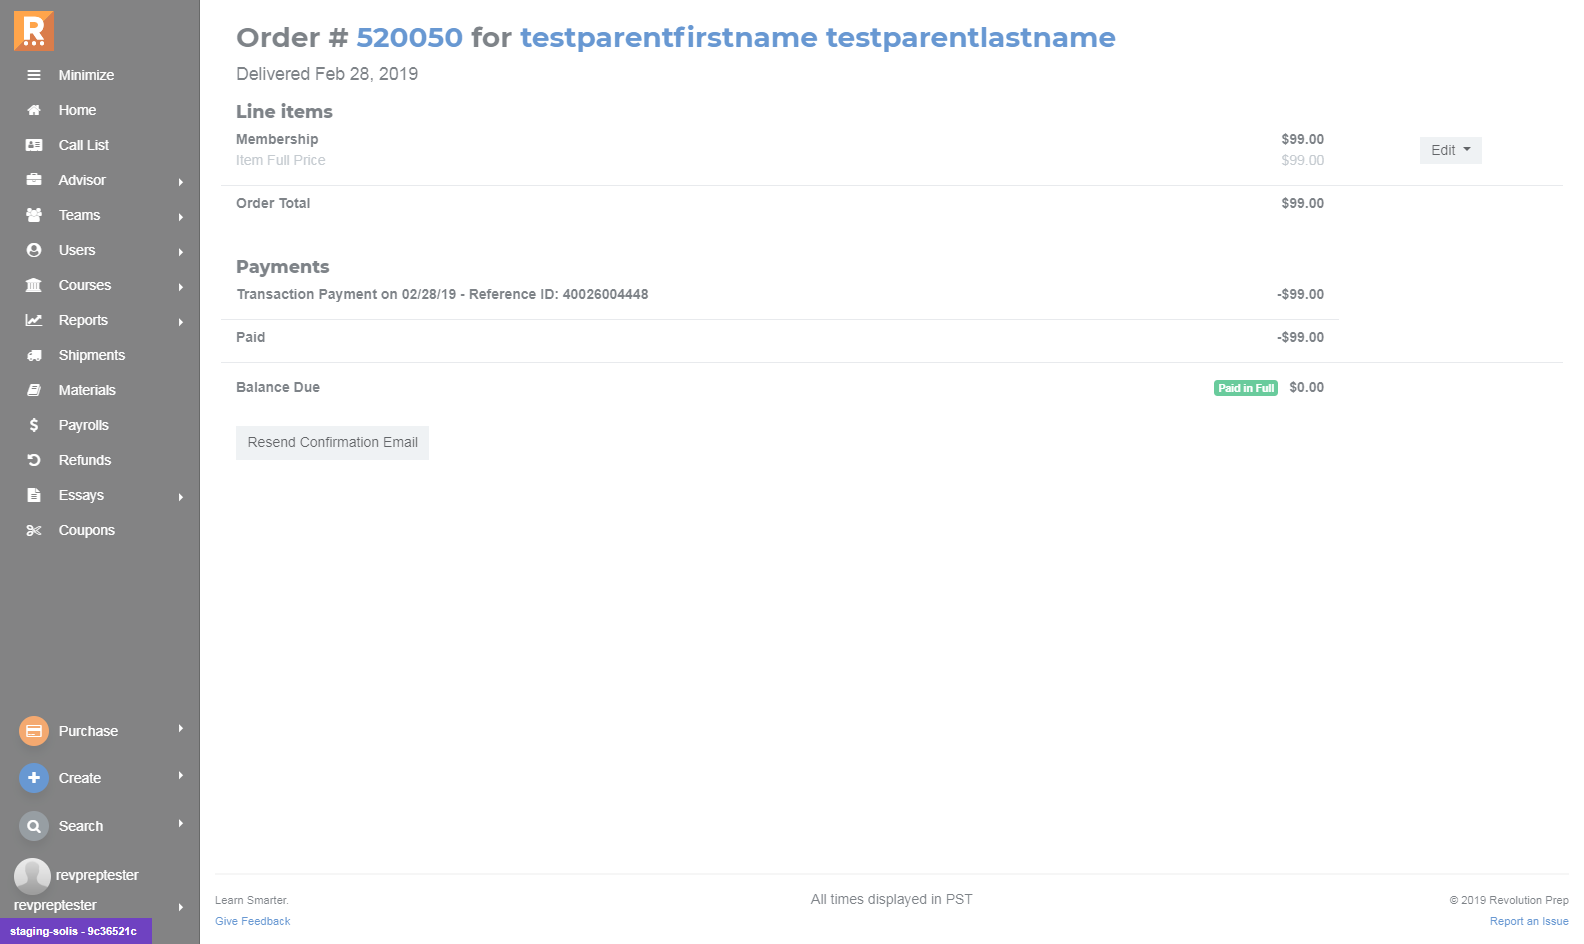 R
Minimize
Home
Call List
Advisor
Teams
Users
Courses
Reports
Shipments
Materials
Payrolls
Refunds
Essays
Coupons
Purchase
Create
Search
revpreptester
revpreptester
staging-solis - 9c36521c
Order # 520050 for testparentfirstname testparentlastname
Delivered Feb 28, 2019
Line items
Membership $99.00
Item Full Price $99.00
Edit
Order Total $99.00
Payments
Transaction Payment on 02/28/19 - Reference ID: 40026004448 -$99.00
Paid -$99.00
Balance Due Paid in Full $0.00
Resend Confirmation Email
Learn Smarter. All times displayed in PST © 2019 Revolution Prep
Give Feedback Report an Issue